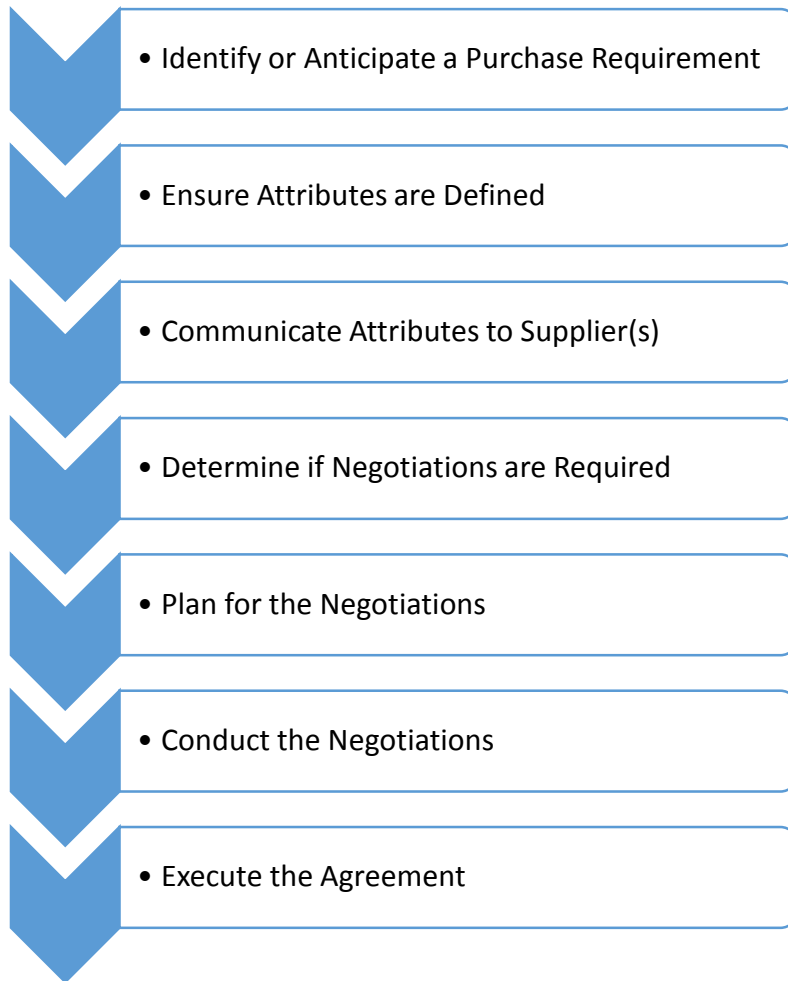 • Identify or Anticipate a Purchase Requirement
• Ensure Attributes are Defined
• Communicate Attributes to Supplier(s)
• Determine if Negotiations are Required
• Plan for the Negotiations
• Conduct the Negotiations
• Execute the Agreement